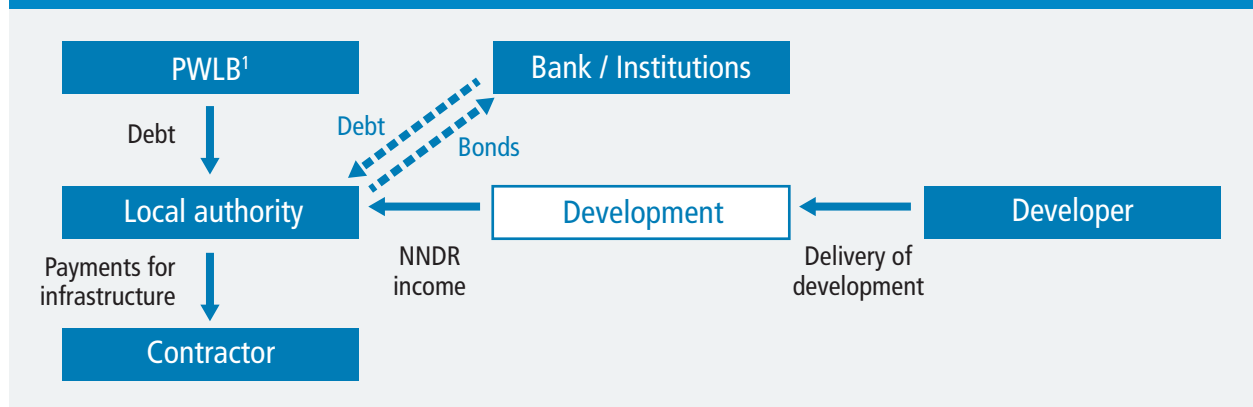 PWLB¹
Bank / Institutions
Debt
Debt
Bonds
Local authority
Development
Developer
Payments for
infrastructure
NNDR
income
Delivery of
development
Contractor